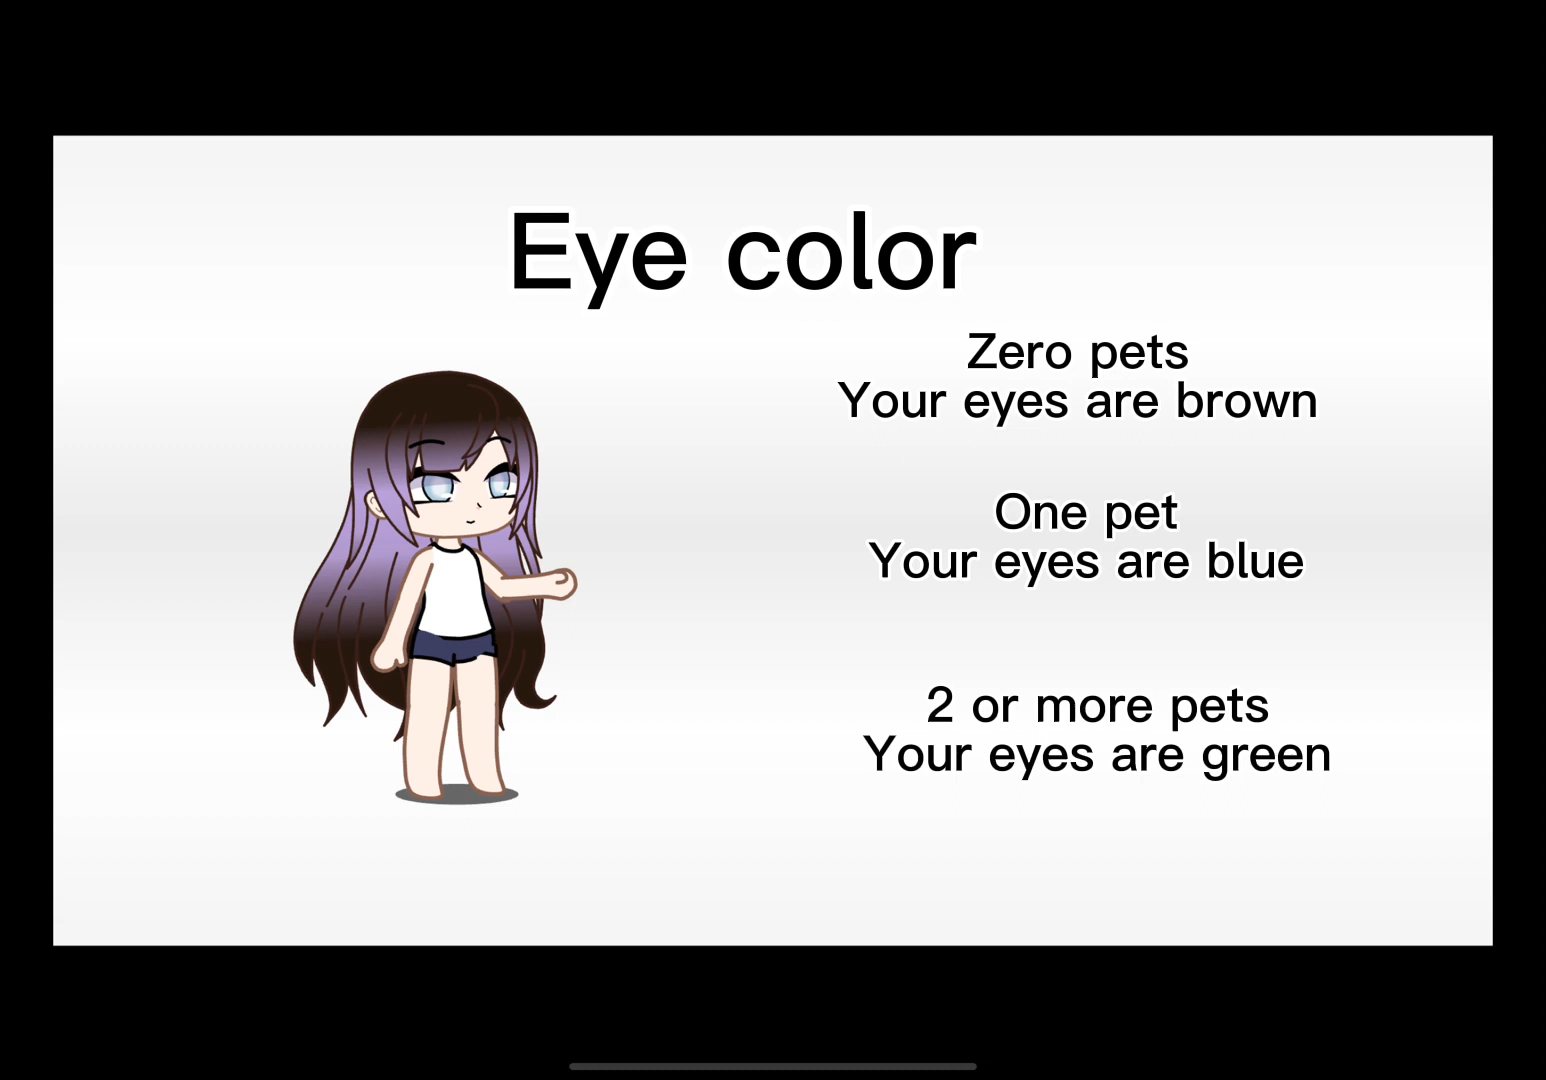 Eye color
Zero pets
Your eyes are brown
One pet
Your eyes are blue
2 or more pets
Your eyes are green